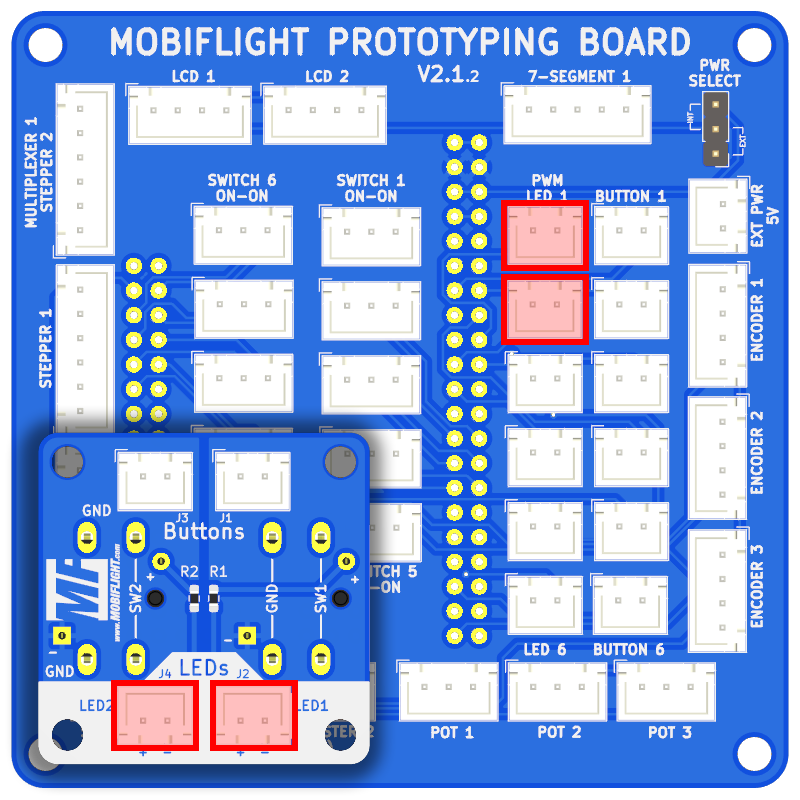 MOBIFLIGHT PROTOTYPING BOARD
V2.1.2
LCD 1
LCD 2
7-SEGMENT 1
PWR
SELECT
INT
EXT
MULTIPLEXER 1
STEPPER 2
SWITCH 6
ON-ON
SWITCH 1
ON-ON
PWM
LED 1
BUTTON 1
EXT PWR
5V
STEPPER 1
ENCODER 1
ENCODER 2
ENCODER 3
TCH 5
-ON
LED 6
BUTTON 6
STER 2
POT 1
POT 2
POT 3
J3
J1
GND
Buttons
MF
www.MOBIFLIGHT.com
+
R2
R1
+
SW2
GND
SW1
-
-
GND
LEDs
J4
J2
LED2
LED1
+ -
+ -